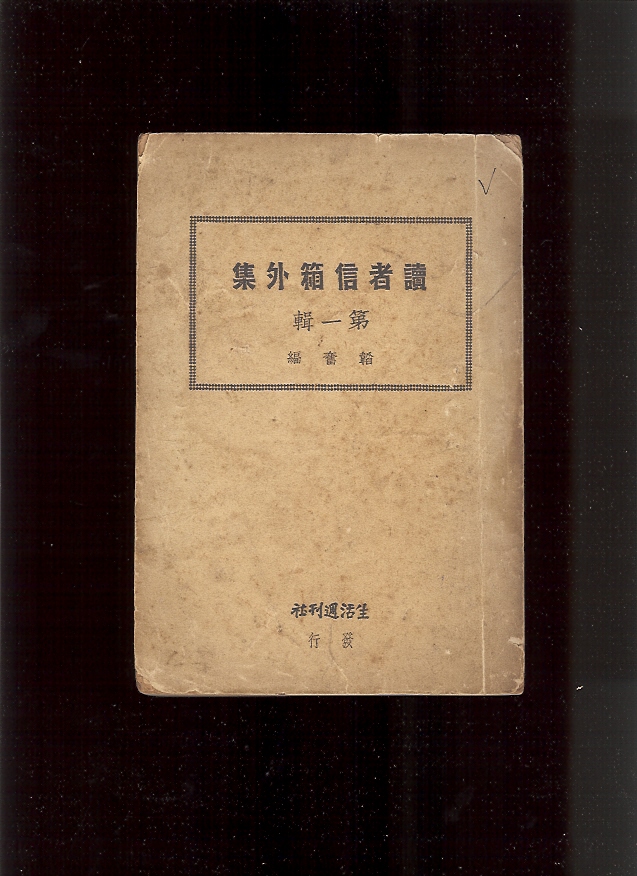 讀者信箱外集
第一輯
韜奮編
生活週刊社
發行